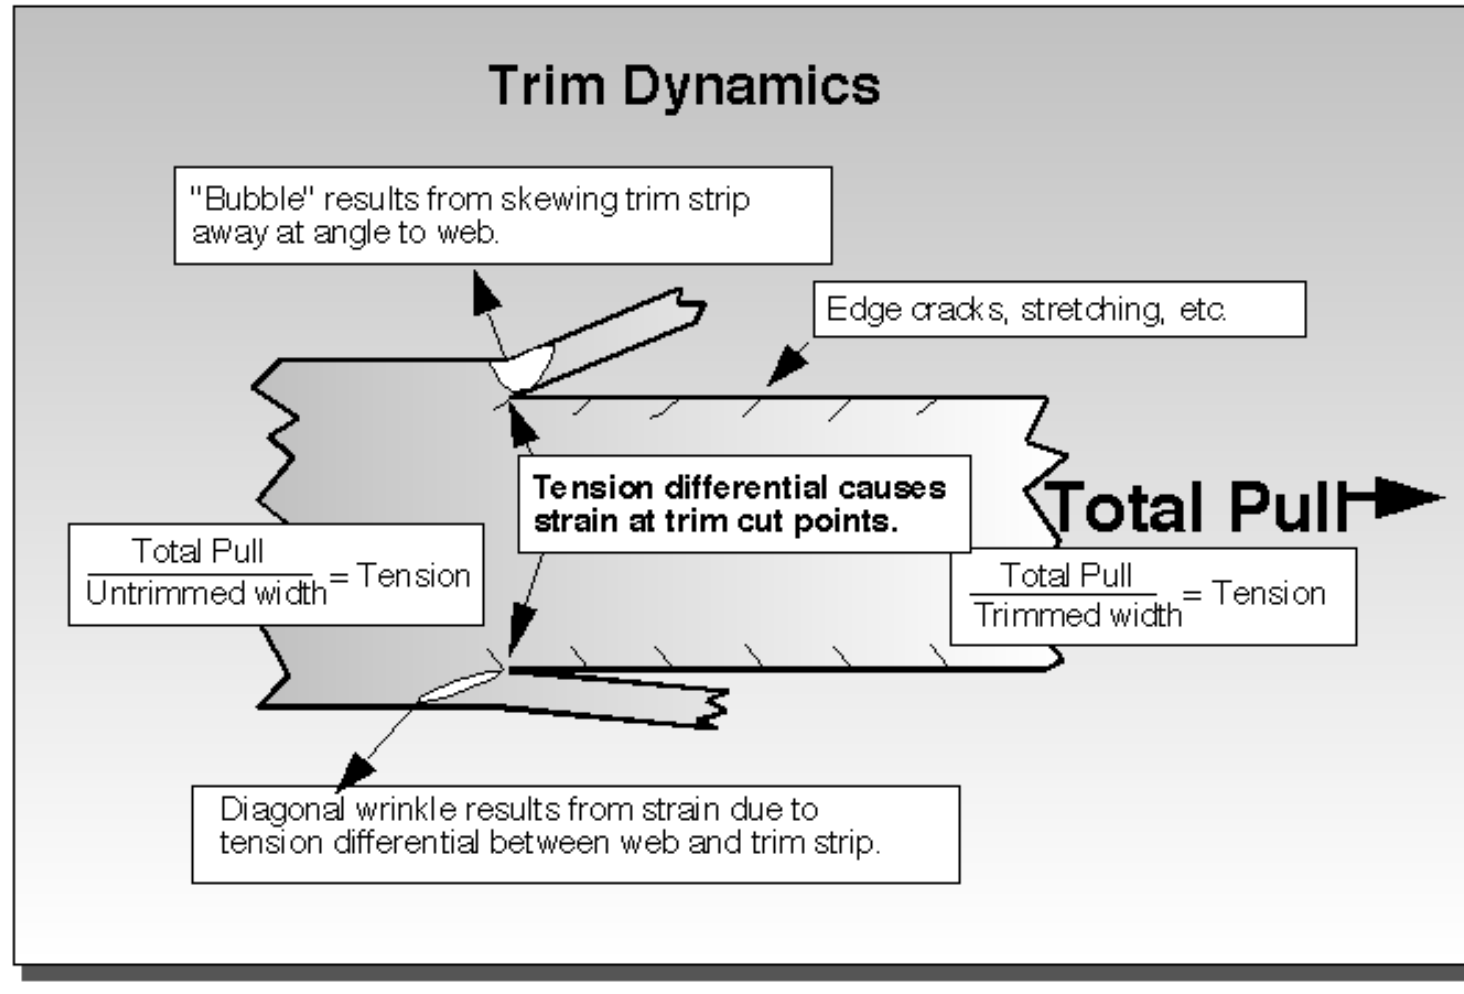 Trim Dynamics
"Bubble" results from skewing trim strip
away at angle to web.
Edge cracks, stretching, etc.
Tension differential causes
strain at trim cut points.
Total Pull
Total Pull
Untrimmed width = Tension
Total Pull
Trimmed width = Tension
Diagonal wrinkle results from strain due to
tension differential between web and trim strip.